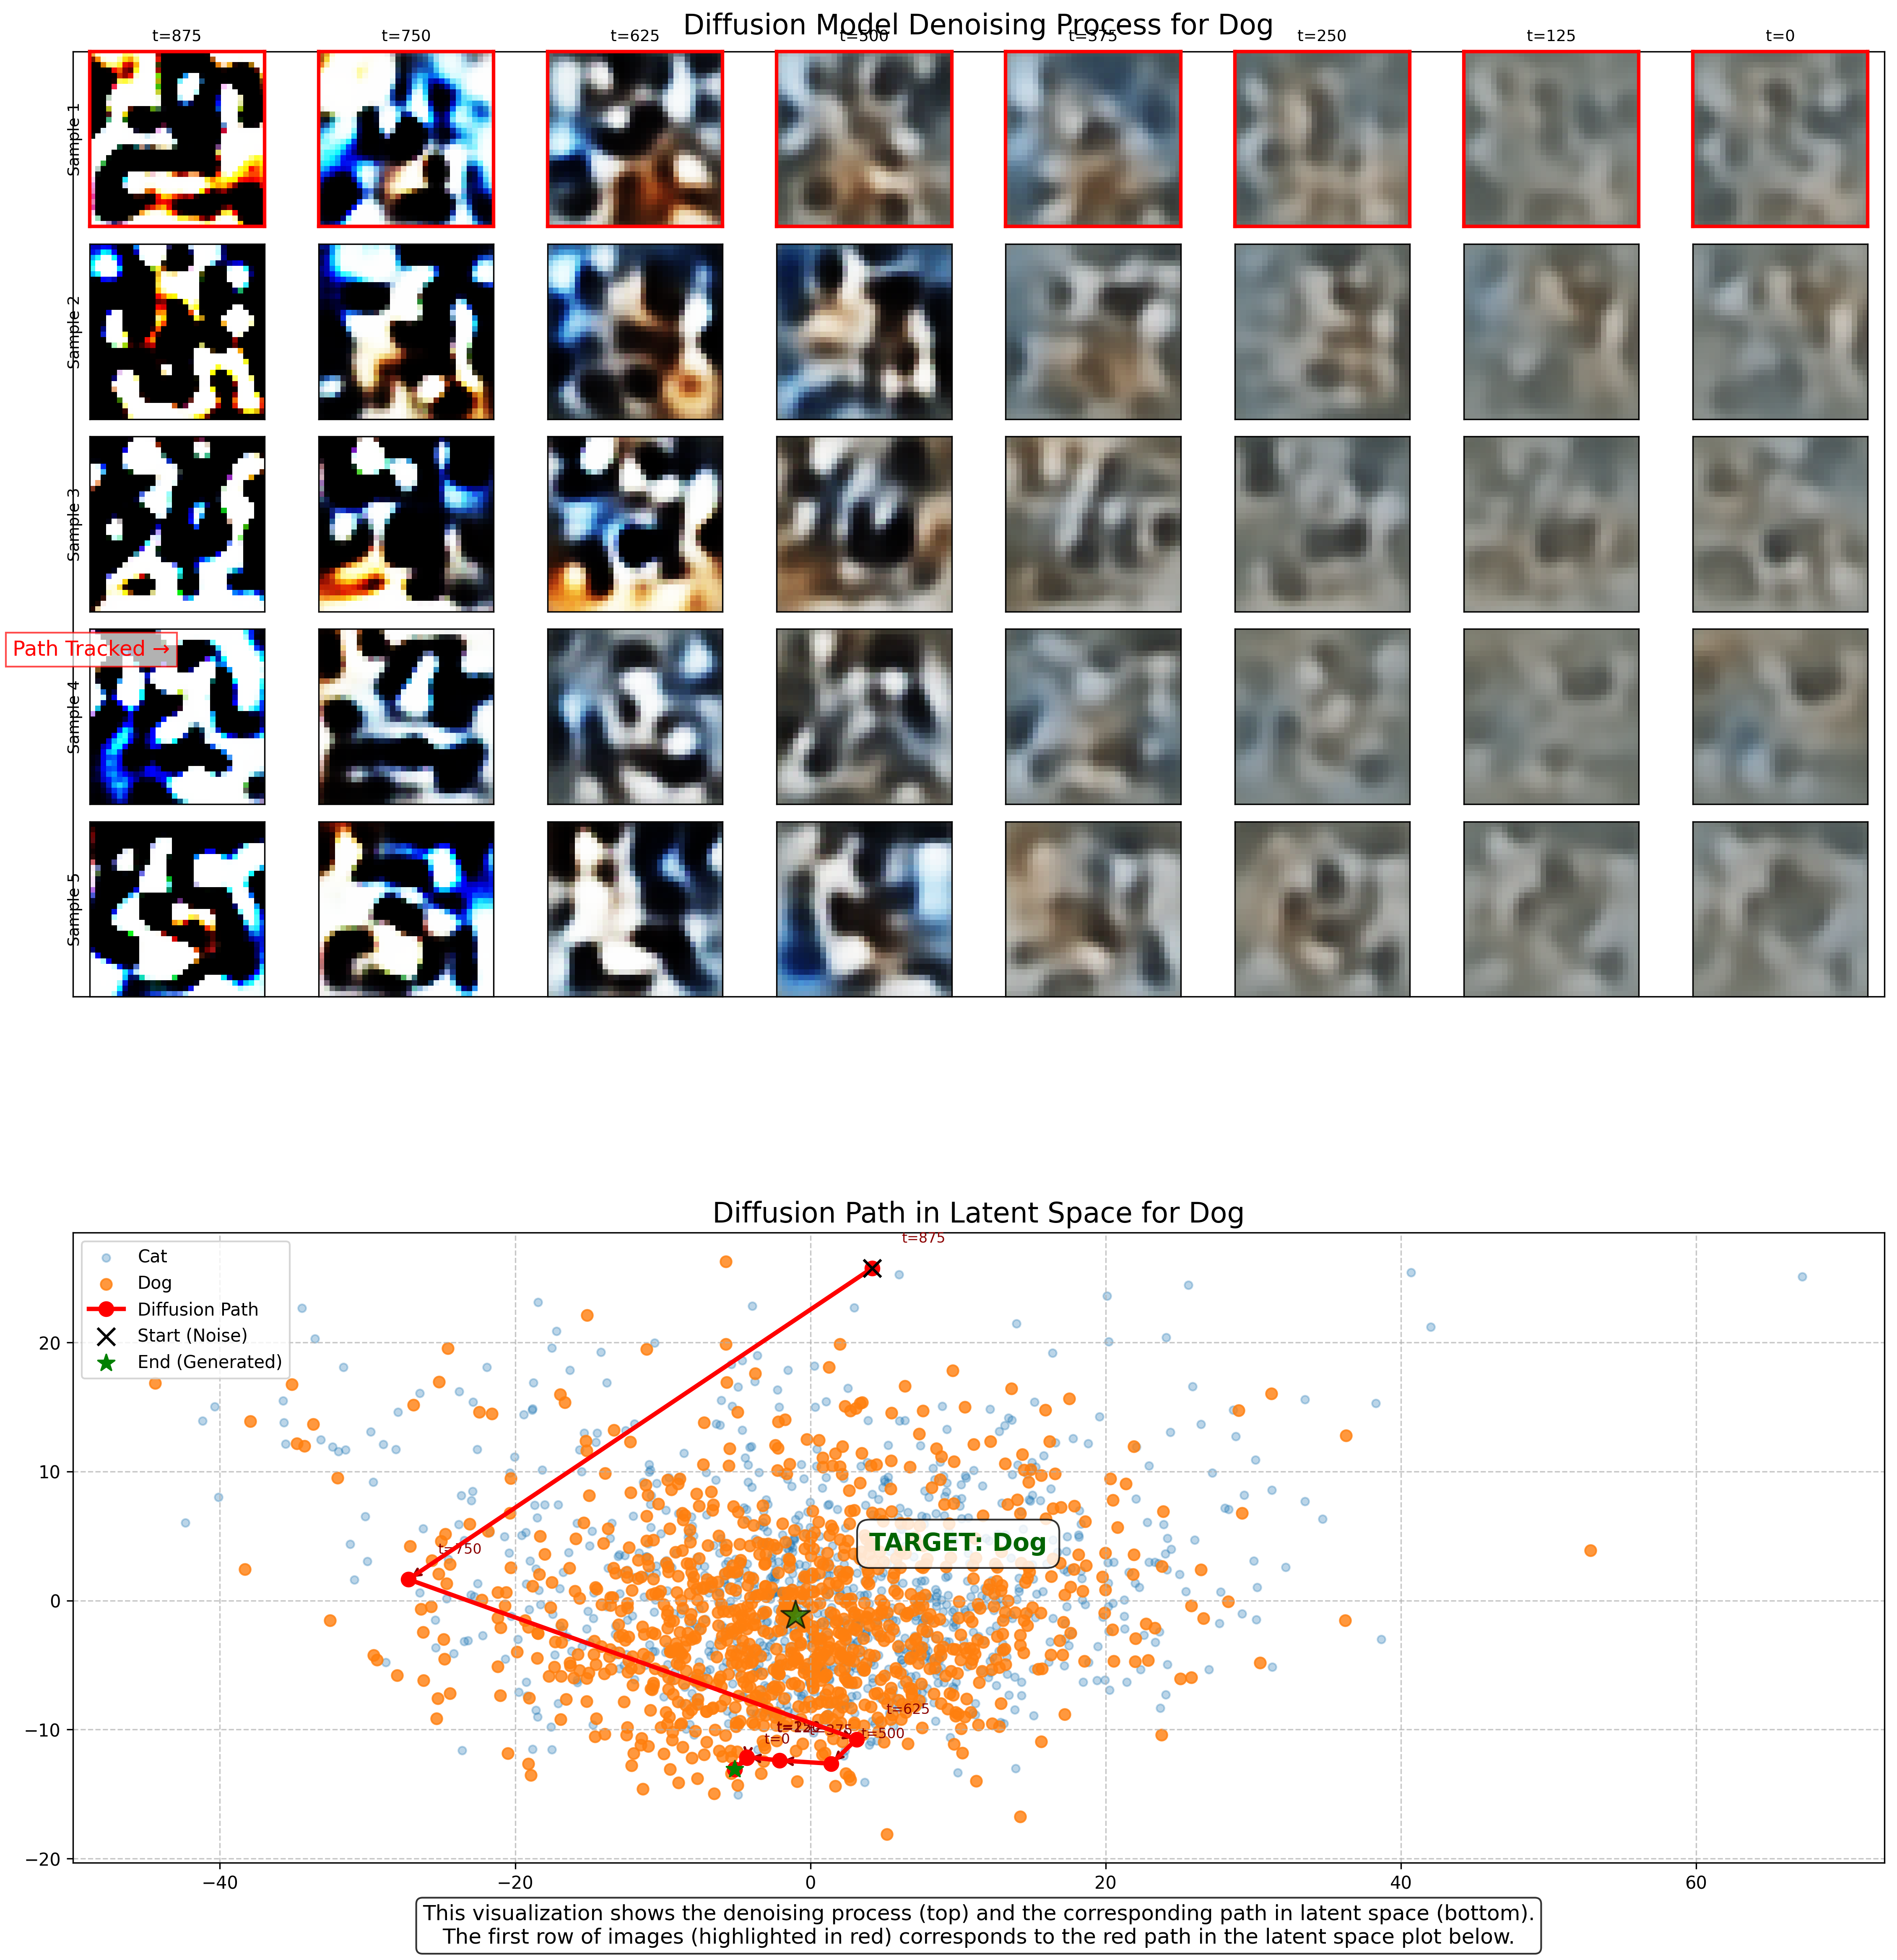 Diffusion Model Denoising Process for Dog
t=875 t=750 t=625 t=500 t=375 t=250 t=125 t=0
Sample 1
Sample 2
Sample 3
Path Tracked →
Sample 4
Sample 5
Diffusion Path in Latent Space for Dog
Cat
Dog
Diffusion Path
Start (Noise)
End (Generated)
t=875
20
10
TARGET: Dog
t=750
0
t=625
−10
t=375
t=500
t=0
−20
−40 −20 0 20 40 60
This visualization shows the denoising process (top) and the corresponding path in latent space (bottom).
The first row of images (highlighted in red) corresponds to the red path in the latent space plot below.